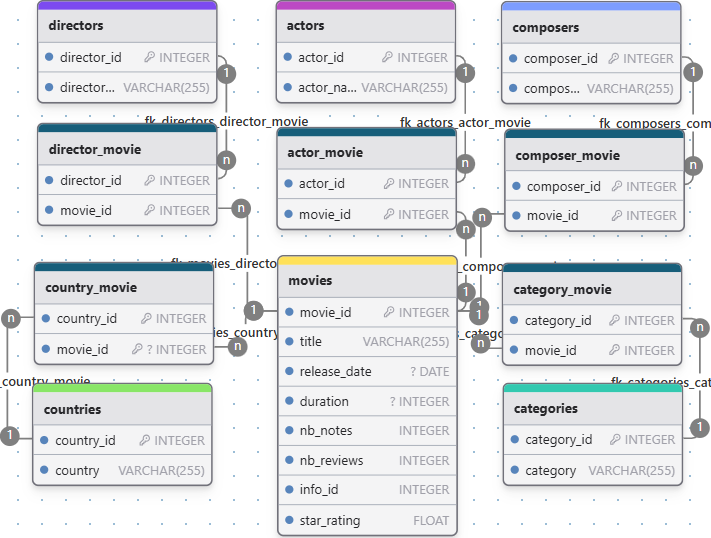 directors
director_id INTEGER
director... VARCHAR(255)
1
fk_directors_director_movie
n
director_movie
director_id INTEGER
movie_id INTEGER
n
actors
actor_id INTEGER
actor_na... VARCHAR(255)
1
fk_actors_actor_movie
n
actor_movie
actor_id INTEGER
movie_id INTEGER
n
composers
composer_id INTEGER
compos... VARCHAR(255)
1
fk_composers_com
n
composer_movie
composer_id INTEGER
movie_id INTEGER
n
fk_movies_directo
_compo
country_movie
country_id INTEGER
movie_id ? INTEGER
n
n
ies_country
_country_movie
1
countries
country_id INTEGER
country VARCHAR(255)
1
movies
movie_id INTEGER
title VARCHAR(255)
release_date ? DATE
duration ? INTEGER
nb_notes INTEGER
nb_reviews INTEGER
info_id INTEGER
star_rating FLOAT
1
1
1
s_catego
n
category_movie
category_id INTEGER
movie_id INTEGER
n
fk_categories_cat
1
categories
category_id INTEGER
category VARCHAR(255)